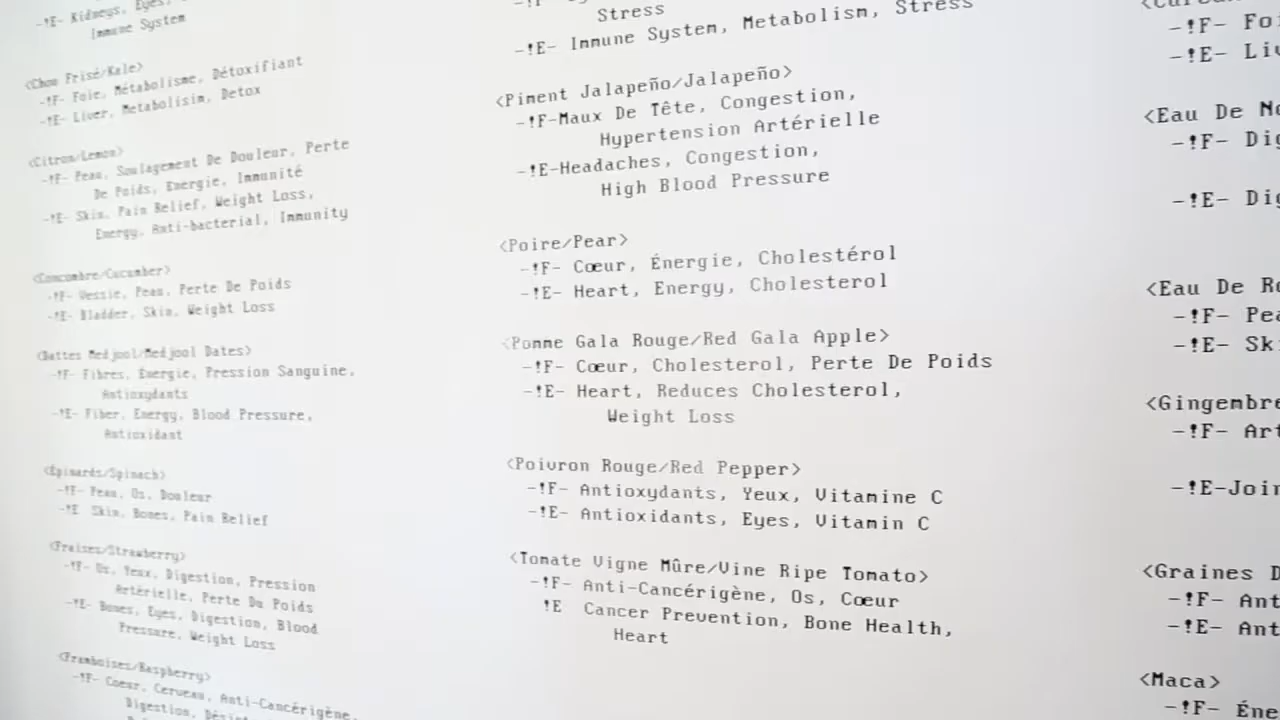 -!E- Kidneys, Eyes,
Immune System
<Chou Frisé/Kale>
-!F- Foie, Métabolisme, Détoxifiant
-!E- Liver, Metabolisim, Detox
<Citron/Lemon>
-!F- Peau, Soulagement De Douleur, Perte
De Poids, Energie, Immunité
-!E- Skin, Pain Relief, Weight Loss,
Energy, Anti-bacterial, Immunity
<Concombre/Cucumber>
-!F- Vessie, Peau, Perte De Poids
-!E- Bladder, Skin, Weight Loss
<Dattes Medjool/Medjool Dates>
-!F- Fibres, Énergie, Pression Sanguine,
Antioxydants
-!E- Fiber, Energy, Blood Pressure,
Antioxidant
<Épinards/Spinach>
-!F- Peau, Os, Douleur
-!E Skin, Bones, Pain Relief
<Fraises/Strawberry>
-!F- Os, Yeux, Digestion, Pression
Artérielle, Perte Du Poids
-!E- Bones, Eyes, Digestion, Blood
Pressure, Weight Loss
<Framboises/Raspberry>
-!F- Coeur, Cerveau, Anti-Cancérigène,
Digestion,
Stress
-!E- Immune System, Metabolism, Stress
<Piment Jalapeño/Jalapeño>
-!F-Maux De Tête, Congestion,
Hypertension Artérielle
-!E-Headaches, Congestion,
High Blood Pressure
<Poire/Pear>
-!F- Cœur, Énergie, Cholestérol
-!E- Heart, Energy, Cholesterol
<Pomme Gala Rouge/Red Gala Apple>
-!F- Cœur, Cholesterol, Perte De Poids
-!E- Heart, Reduces Cholesterol,
Weight Loss
<Poivron Rouge/Red Pepper>
-!F- Antioxydants, Yeux, Vitamine C
-!E- Antioxidants, Eyes, Vitamin C
<Tomate Vigne Mûre/Vine Ripe Tomato>
-!F- Anti-Cancérigène, Os, Cœur
!E Cancer Prevention, Bone Health,
Heart
-!F- Foi
-!E- Liv
<Eau De No
-!F- Dig
-!E- Dig
<Eau De Ro
-!F- Pea
-!E- Ski
<Gingembre
-!F- Art
-!E-Join
<Graines D
-!F- Ant
-!E- Ant
<Maca>
-!F- Éne